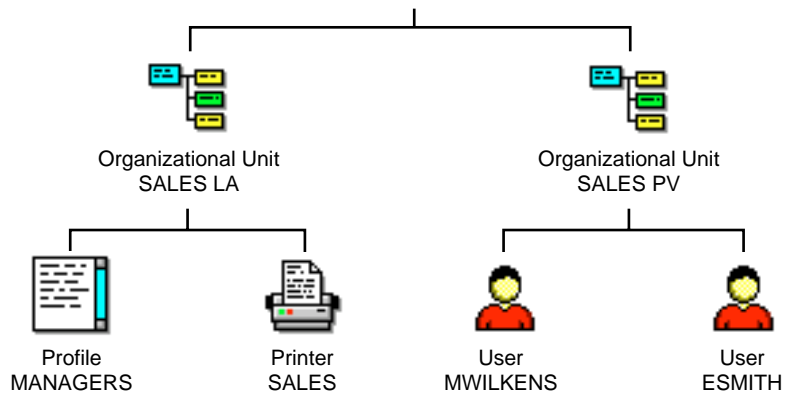 Organizational Unit
SALES LA
Organizational Unit
SALES PV
Profile
MANAGERS
Printer
SALES
User
MWILKENS
User
ESMITH